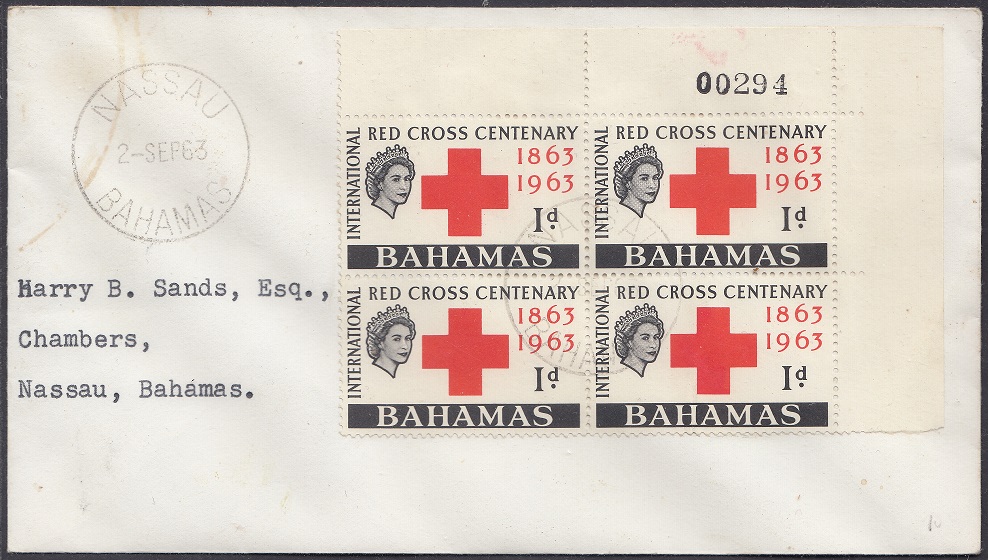 NASSAU
2-SEP63
BAHAMAS
Harry B. Sands, Esq.,
Chambers,
Nassau, Bahamas.
00294
INTERNATIONAL
RED CROSS CENTENARY
1863
1963
1d
BAHAMAS
INTERNATIONAL
RED CROSS CENTENARY
1863
1963
1d
BAHAMAS
INTERNATIONAL
RED CROSS CENTENARY
1863
1963
1d
BAHAMAS
INTERNATIONAL
RED CROSS CENTENARY
1863
1963
1d
BAHAMAS